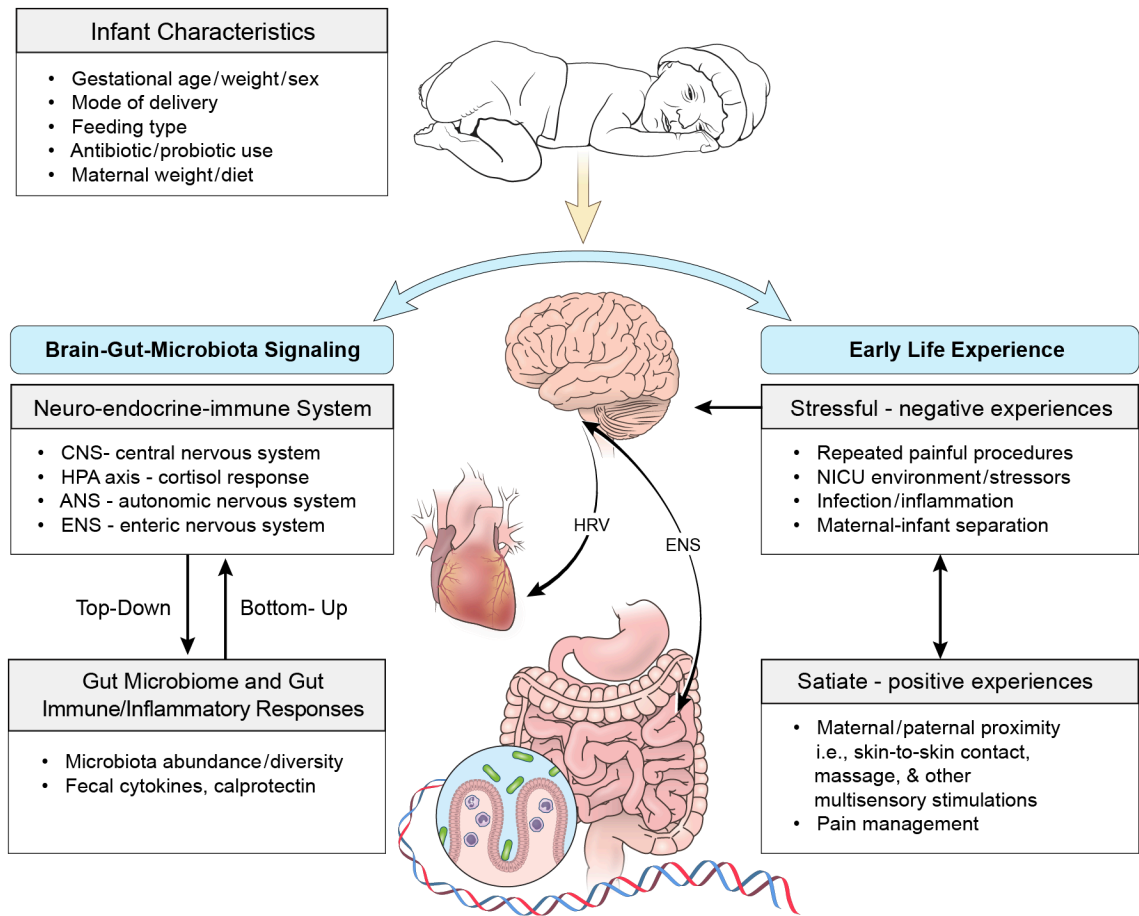 Infant Characteristics
• Gestational age/weight/sex
• Mode of delivery
• Feeding type
• Antibiotic/probiotic use
• Maternal weight/diet
Brain-Gut-Microbiota Signaling
Neuro-endocrine-immune System
• CNS- central nervous system
• HPA axis - cortisol response
• ANS - autonomic nervous system
• ENS - enteric nervous system
Top-Down
Bottom- Up
Gut Microbiome and Gut
Immune/Inflammatory Responses
• Microbiota abundance/diversity
• Fecal cytokines, calprotectin
HRV
ENS
Early Life Experience
Stressful - negative experiences
• Repeated painful procedures
• NICU environment/stressors
• Infection/inflammation
• Maternal-infant separation
Satiate - positive experiences
• Maternal/paternal proximity
i.e., skin-to-skin contact,
massage, & other
multisensory stimulations
• Pain management